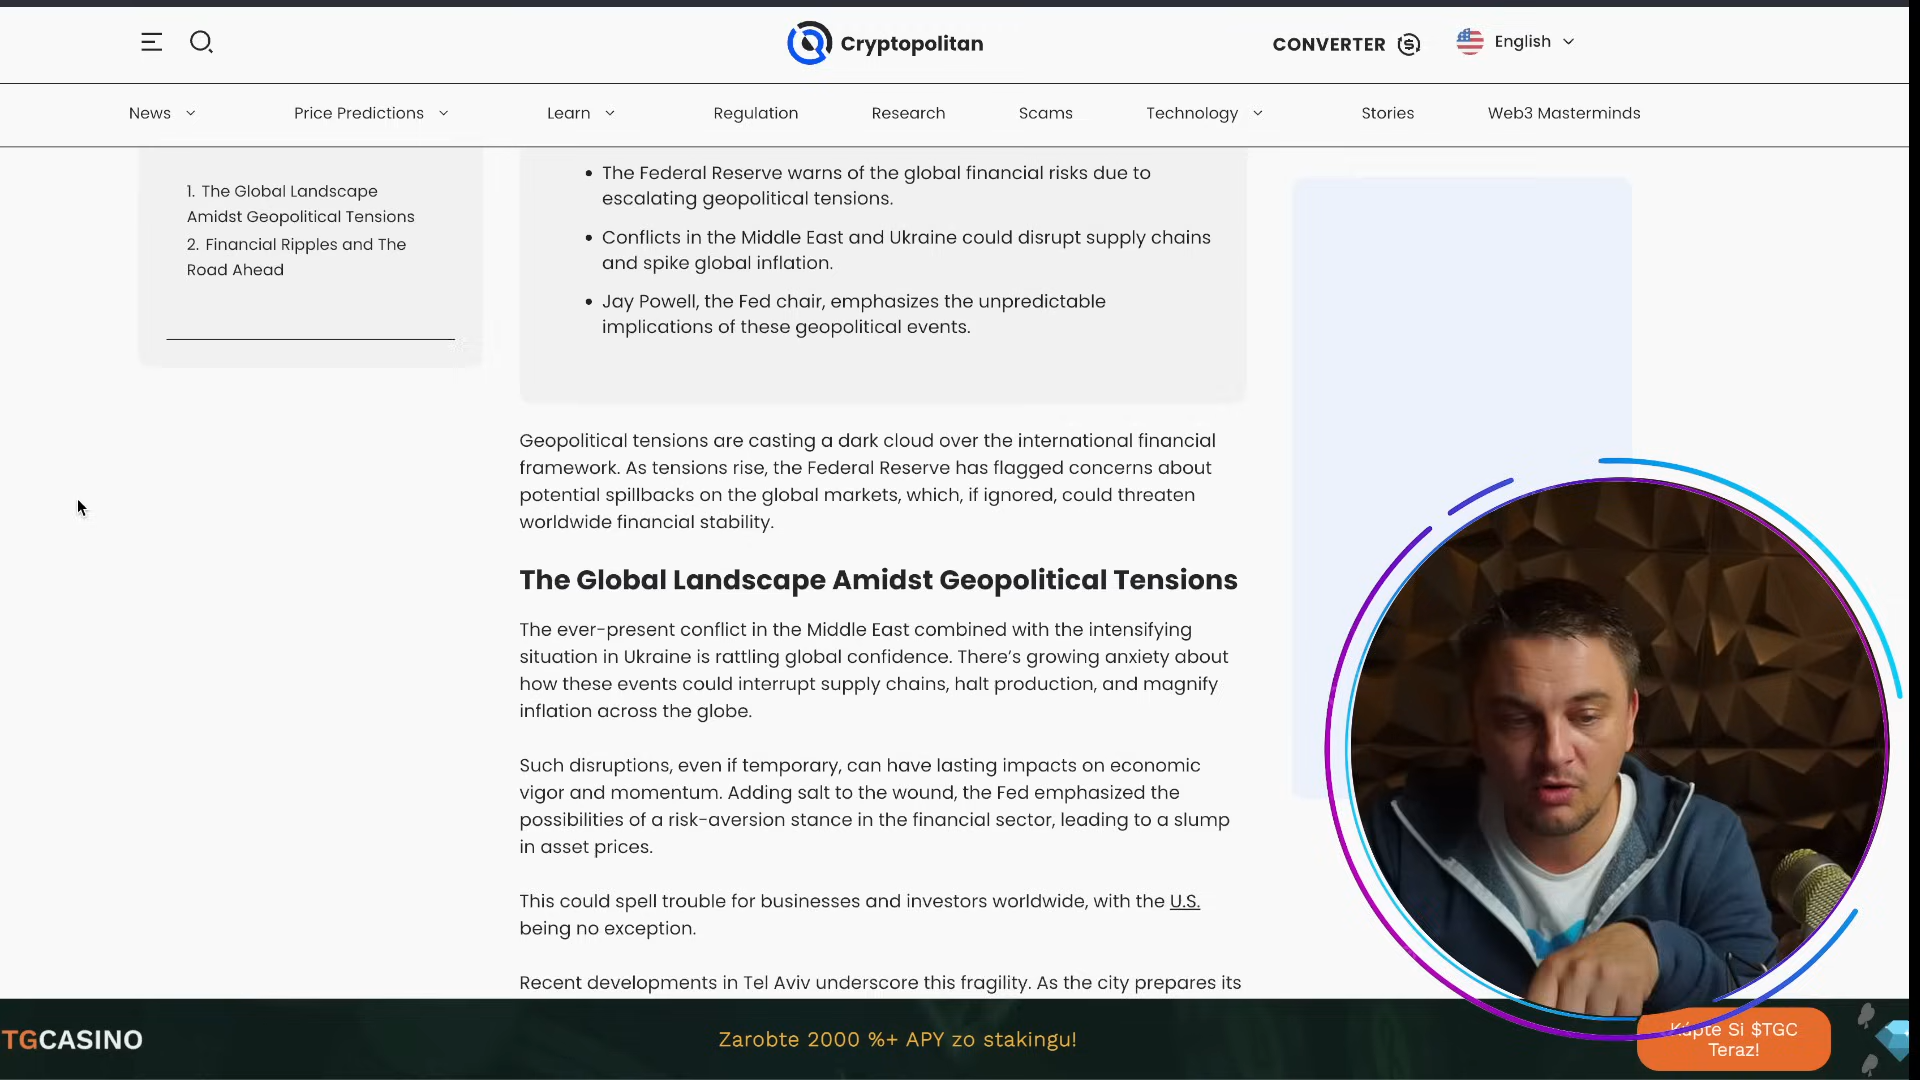 Cryptopolitan
CONVERTER
English
News
Price Predictions
Learn
Regulation
Research
Scams
Technology
Stories
Web3 Masterminds
1. The Global Landscape
Amidst Geopolitical Tensions
2. Financial Ripples and The
Road Ahead
• The Federal Reserve warns of the global financial risks due to
escalating geopolitical tensions.
• Conflicts in the Middle East and Ukraine could disrupt supply chains
and spike global inflation.
• Jay Powell, the Fed chair, emphasizes the unpredictable
implications of these geopolitical events.
Geopolitical tensions are casting a dark cloud over the international financial
framework. As tensions rise, the Federal Reserve has flagged concerns about
potential spillbacks on the global markets, which, if ignored, could threaten
worldwide financial stability.
The Global Landscape Amidst Geopolitical Tensions
The ever-present conflict in the Middle East combined with the intensifying
situation in Ukraine is rattling global confidence. There’s growing anxiety about
how these events could interrupt supply chains, halt production, and magnify
inflation across the globe.
Such disruptions, even if temporary, can have lasting impacts on economic
vigor and momentum. Adding salt to the wound, the Fed emphasized the
possibilities of a risk-aversion stance in the financial sector, leading to a slump
in asset prices.
This could spell trouble for businesses and investors worldwide, with the U.S.
being no exception.
Recent developments in Tel Aviv underscore this fragility. As the city prepares its
TGCASINO
Zarobte 2000 %+ APY zo stakingu!
Kúpte Si $TGC
Teraz!